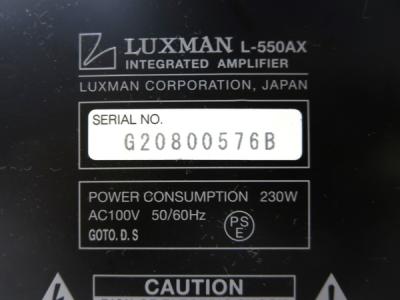 LUXMAN L-550AX
INTEGRATED AMPLIFIER
LUXMAN CORPORATION, JAPAN
SERIAL NO.
G20800576B
POWER CONSUMPTION 230W
AC100V 50/60Hz
PS
E
GOTO. D. S
CAUTION